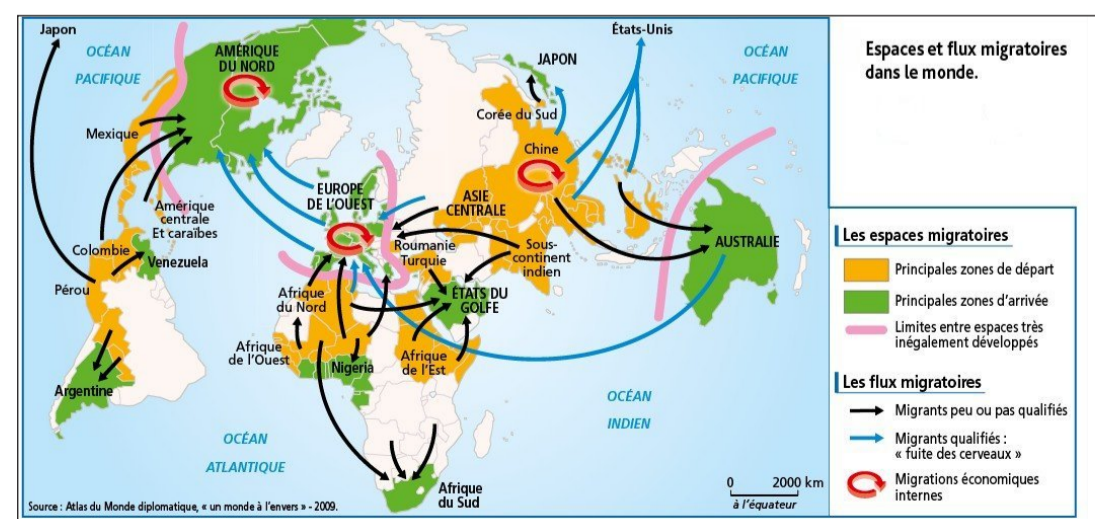 Japon
OCÉAN
PACIFIQUE
AMÉRIQUE
DU NORD
États-Unis
OCÉAN
PACIFIQUE
Espaces et flux migratoires
dans le monde.
JAPON
Corée du Sud
Mexique
Chine
EUROPE
DE L'OUEST
ASIE
CENTRALE
Amérique
centrale
Et caraïbes
Colombie
Venezuela
Pérou
Roumanie
Turquie
Sous-
continent
indien
AUSTRALIE
Afrique
du Nord
ÉTATS DU
GOLFE
Afrique
de l'Ouest
Nigeria
Afrique
de l'Est
Argentine
OCÉAN
INDIEN
OCÉAN
ATLANTIQUE
Afrique
du Sud
0 2000 km
à l'équateur
Source : Atlas du Monde diplomatique, « un monde à l'envers » - 2009.
Les espaces migratoires
Principales zones de départ
Principales zones d'arrivée
Limites entre espaces très
inégalement développés
Les flux migratoires
Migrants peu ou pas qualifiés
Migrants qualifiés :
« fuite des cerveaux »
Migrations économiques
internes